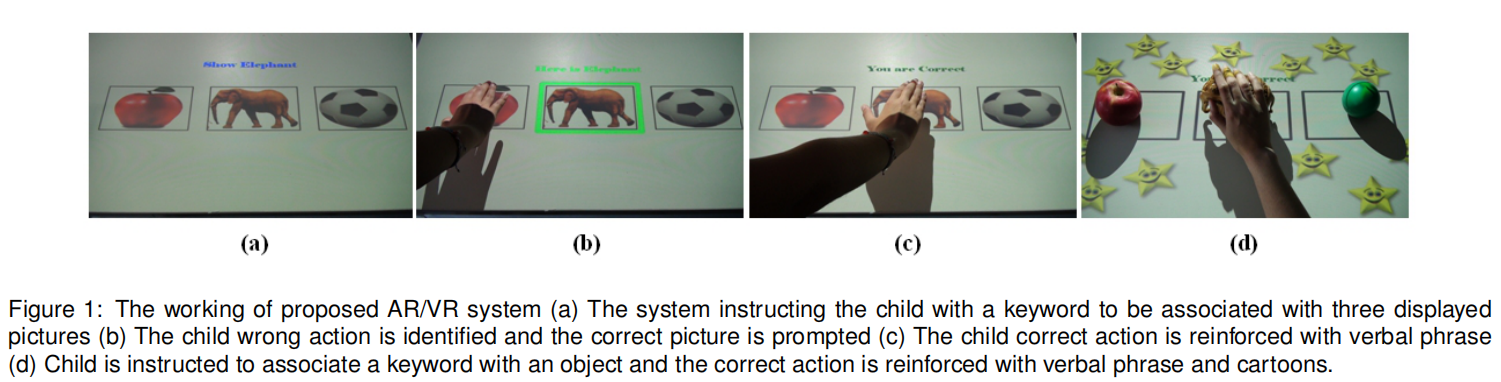 Show Elephant
Here is Elephant
You are Correct
You Correct
(a)
(b)
(c)
(d)
Figure 1: The working of proposed AR/VR system (a) The system instructing the child with a keyword to be associated with three displayed
pictures (b) The child wrong action is identified and the correct picture is prompted (c) The child correct action is reinforced with verbal phrase
(d) Child is instructed to associate a keyword with an object and the correct action is reinforced with verbal phrase and cartoons.